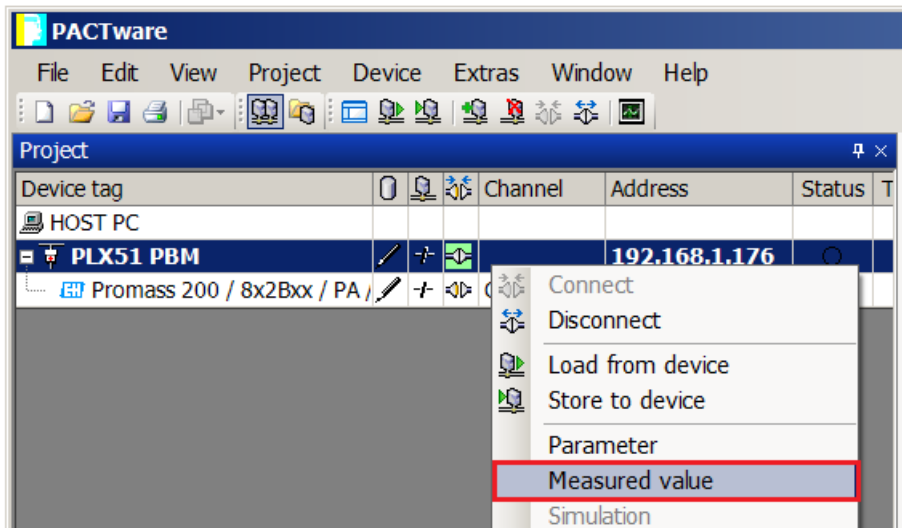 PACTware
File Edit View Project Device Extras Window Help
Project
Device tag Channel Address Status T
HOST PC
PLX51 PBM 192.168.1.176
Promass 200 / 8x2Bxx / PA /
Connect
Disconnect
Load from device
Store to device
Parameter
Measured value
Simulation